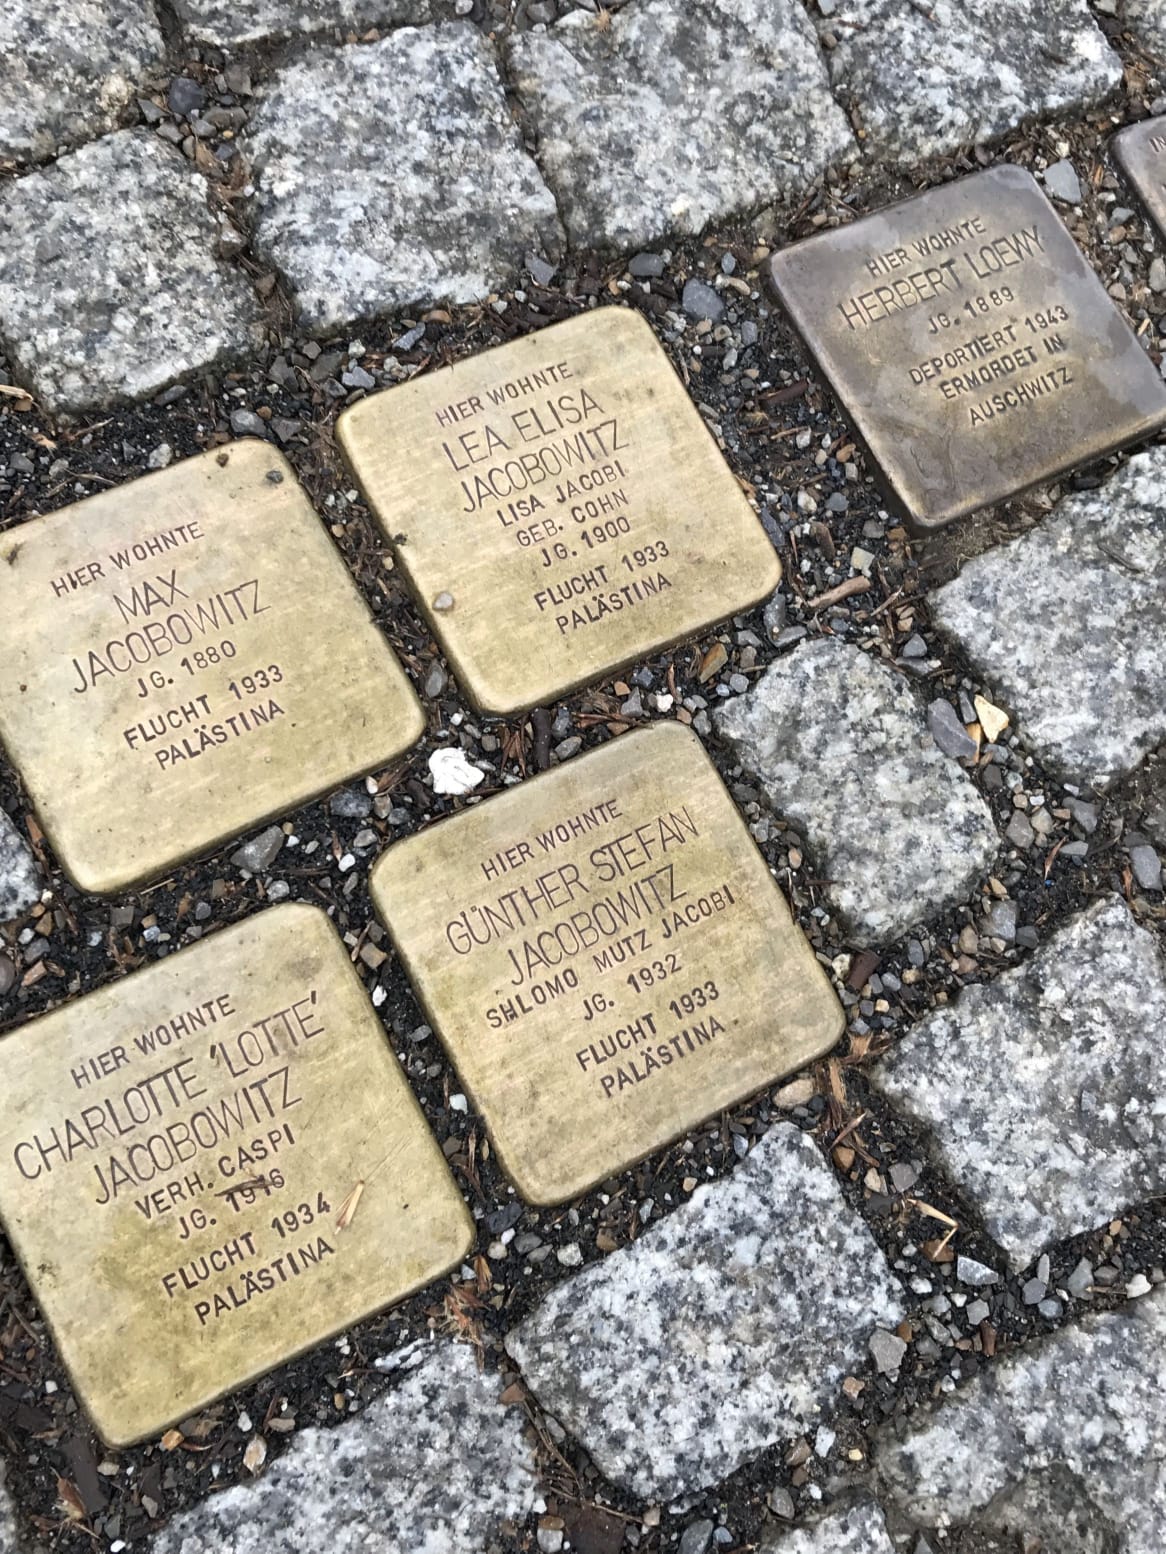 HIER WOHNTE
MAX
JACOBOWITZ
JG. 1880
FLUCHT 1933
PALÄSTINA
HIER WOHNTE
LEA ELISA
JACOBOWITZ
LISA JACOBI
GEB. COHN
JG. 1900
FLUCHT 1933
PALÄSTINA
HIER WOHNTE
HERBERT LOEWY
JG. 1889
DEPORTIERT 1943
ERMORDET IN
AUSCHWITZ
HIER WOHNTE
CHARLOTTE 'LOTTE'
JACOBOWITZ
VERH. CASPI
JG. 1916
FLUCHT 1934
PALÄSTINA
HIER WOHNTE
GÜNTHER STEFAN
JACOBOWITZ
SHLOMO MUTZ JACOBI
JG. 1932
FLUCHT 1933
PALÄSTINA